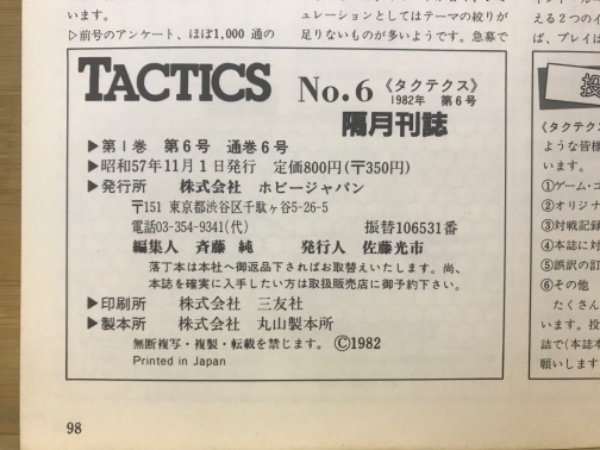 います。
▷前号のアンケート、ほぼ1,000 通の
ュレーションとしてはテーマの絞りが
足りないものが多いようです。急募で
える2つのイ
ば、プレイは
TACTICS No.6 《タクテクス》
1982年 第6号
隔月刊誌
▶第1巻 第6号 通巻6号
▶昭和57年11月1日発行 定価800円(〒350円)
▶発行所 株式会社 ホビージャパン
〒151 東京都渋谷区千駄ヶ谷5-26-5
電話03-354-9341(代) 振替106531番
編集人 斉藤 純 発行人 佐藤光市
落丁本は本社へ御返品下さればお取替えいたします。尚、
本誌を確実に入手したい方は取扱販売店に御予約下さい。
▶印刷所 株式会社 三友社
▶製本所 株式会社 丸山製本所
無断複写・複製・転載を禁じます。 ©1982
Printed in Japan
98
投
《タクテクス
ような皆様
います。
①ゲーム・コ
②オリジナ
③対戦記録
④本誌に対
⑤誤訳の訂
⑥その他
たくさん
います。投
詰で(本誌本
願いします